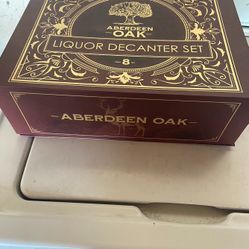 ABERDEEN
OAK
LIQUOR DECANTER SET
-8-
-ABERDEEN OAK-